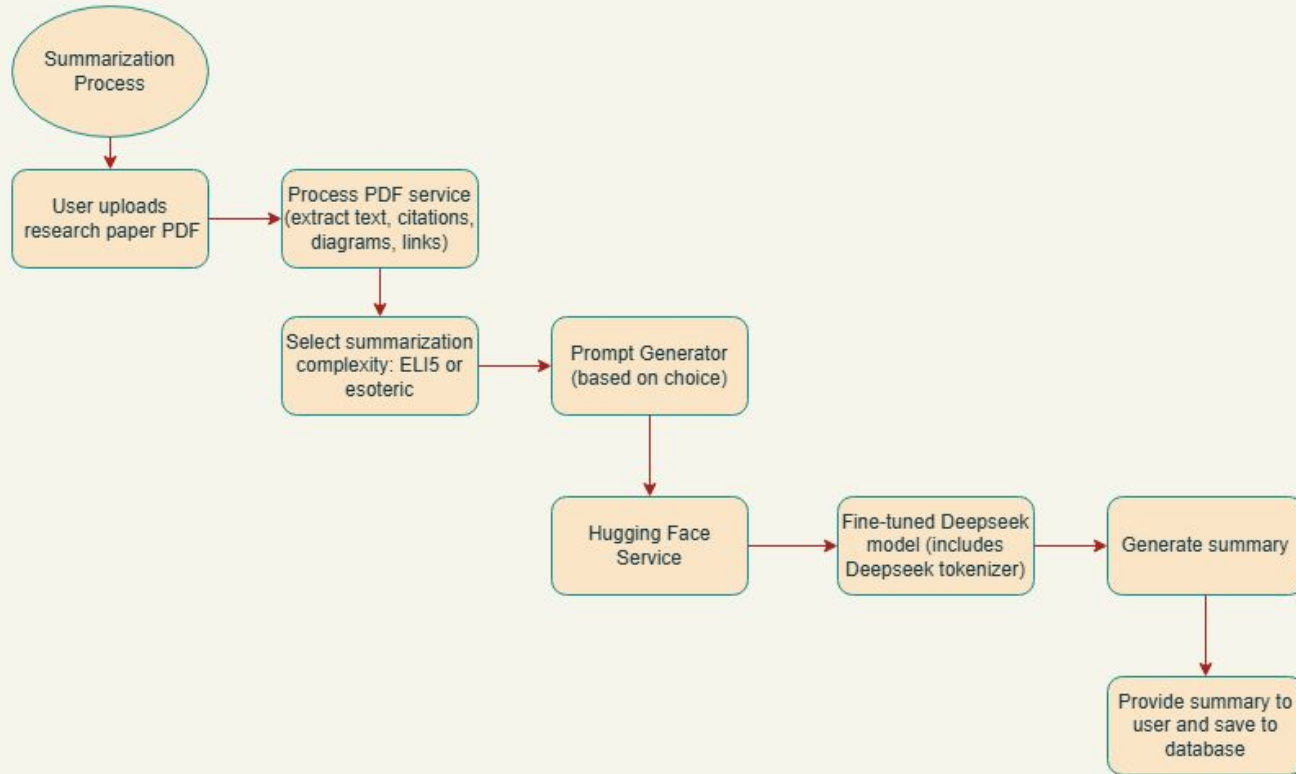 Summarization
Process
User uploads
research paper PDF
Process PDF service
(extract text, citations,
diagrams, links)
Select summarization
complexity: ELI5 or
esoteric
Prompt Generator
(based on choice)
Hugging Face
Service
Fine-tuned Deepseek
model (includes
Deepseek tokenizer)
Generate summary
Provide summary to
user and save to
database